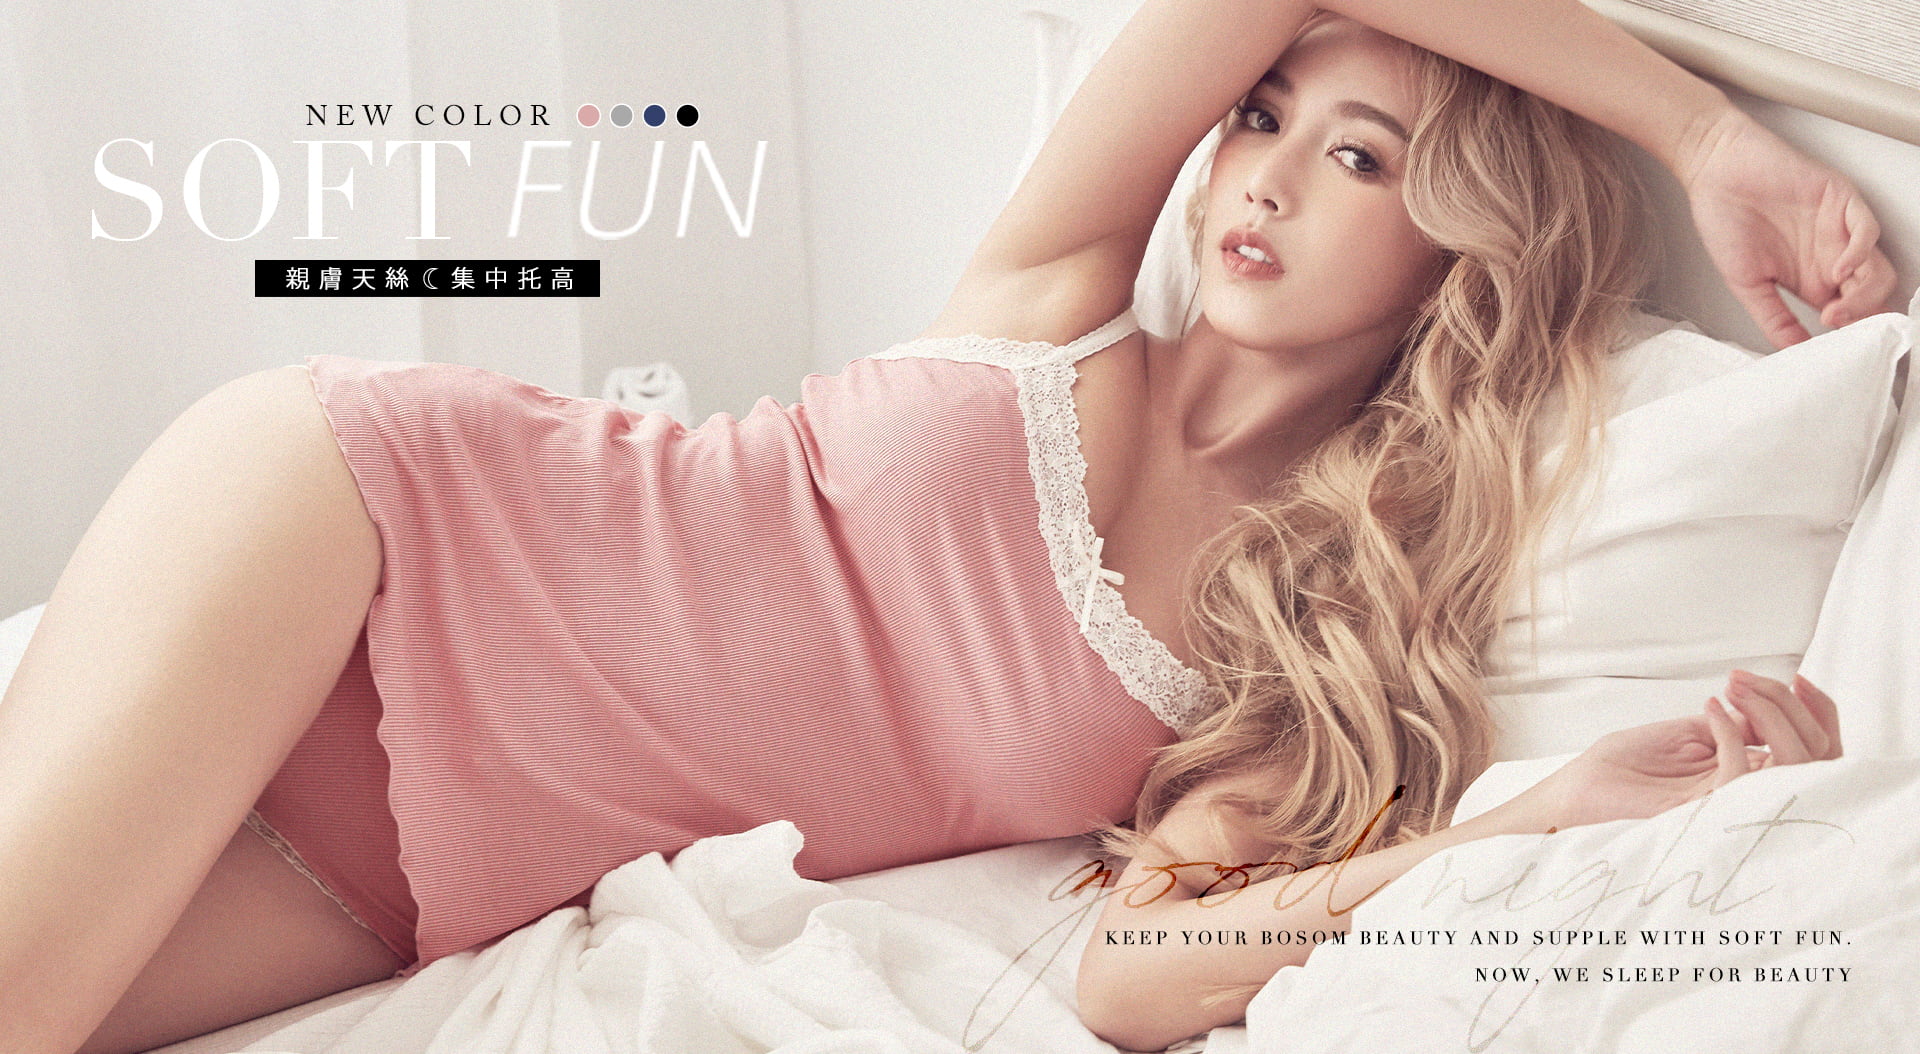 NEW COLOR
SOFT FUN
親膚天絲☾集中托高
good night
KEEP YOUR BOSOM BEAUTY AND SUPPLE WITH SOFT FUN.
NOW, WE SLEEP FOR BEAUTY